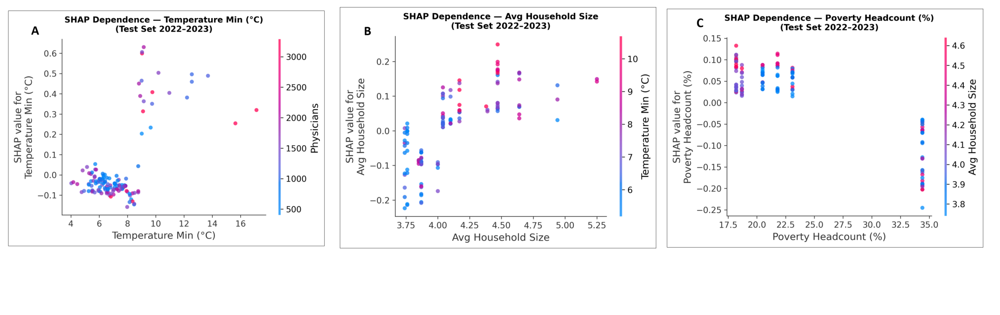 A
SHAP Dependence — Temperature Min (°C)
(Test Set 2022–2023)
SHAP value for
Temperature Min (°C)
0.6
0.5
0.4
0.3
0.2
0.1
0.0
−0.1
4 6 8 10 12 14 16
Temperature Min (°C)
3000
2500
2000
1500
1000
500
Physicians
B
SHAP Dependence — Avg Household Size
(Test Set 2022–2023)
SHAP value for
Avg Household Size
0.2
0.1
0.0
−0.1
−0.2
3.75 4.00 4.25 4.50 4.75 5.00 5.25
Avg Household Size
10
9
8
7
6
Temperature Min (°C)
C
SHAP Dependence — Poverty Headcount (%)
(Test Set 2022–2023)
SHAP value for
Poverty Headcount (%)
0.15
0.10
0.05
0.00
−0.05
−0.10
−0.15
−0.20
−0.25
17.5 20.0 22.5 25.0 27.5 30.0 32.5 35.0
Poverty Headcount (%)
4.6
4.5
4.4
4.3
4.2
4.1
4.0
3.9
3.8
Avg Household Size